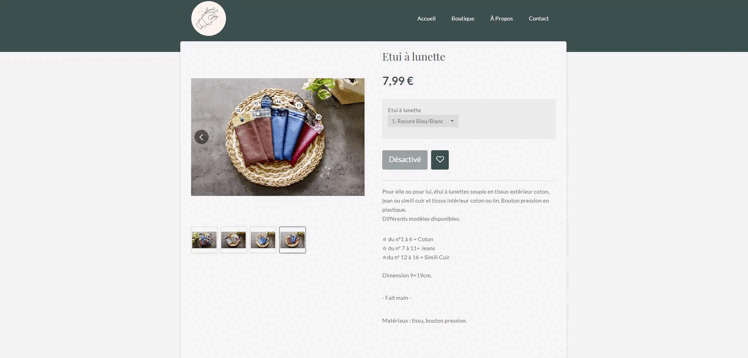 Accueil Boutique À Propos Contact
Etui à lunette
7,99 €
Etui à lunette
5. Rayure Bleu/Blanc
Désactivé
Pour elle ou pour lui, étui à lunettes souple en tissus extérieur coton,
jean ou simili cuir et tissus intérieur coton ou lin. Bouton pression en
plastique.
Différents modèles disponibles.
☆ du n°1 à 6 = Coton
☆ du n° 7 à 11= Jeans
☆du n° 12 à 16 = Simili Cuir
Dimension 9×19cm.
- Fait main -
Matériaux : tissu, bouton pression.